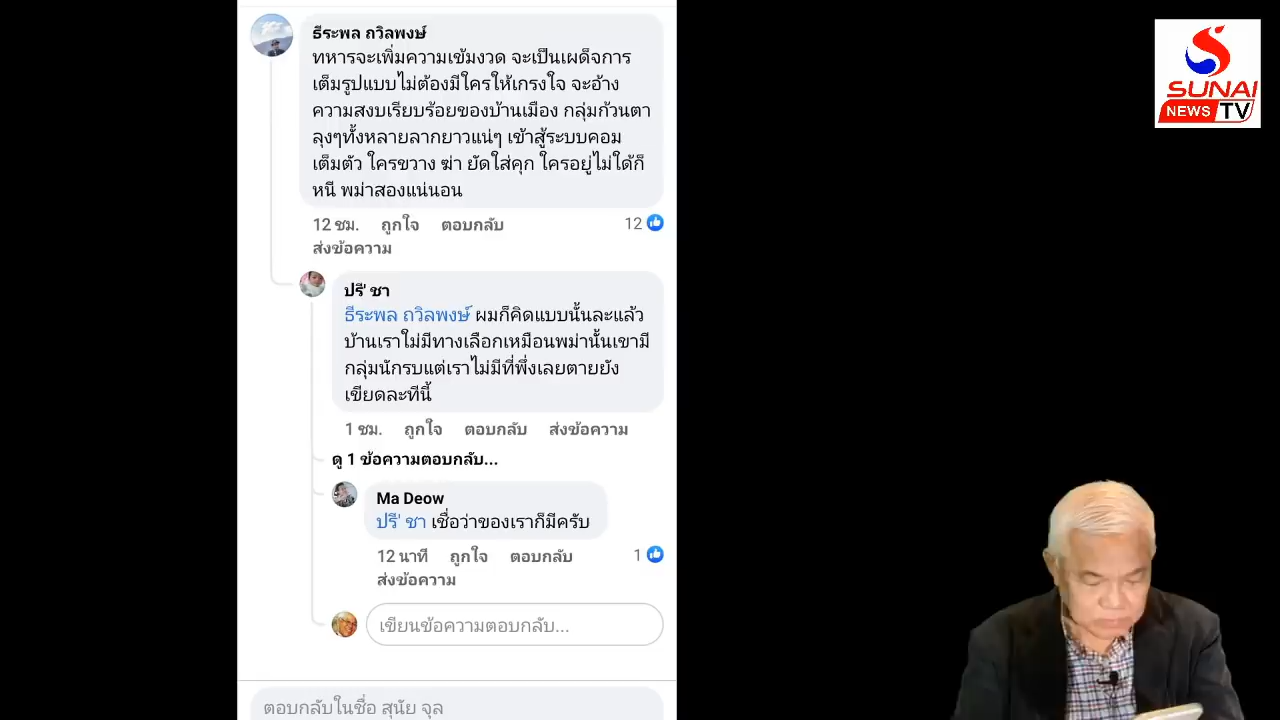 ธีระพล ถวิลพงษ์
ทหารจะเพิ่มความเข้มงวด จะเป็นเผด็จการ
เต็มรูปแบบไม่ต้องมีใครให้เกรงใจ จะอ้าง
ความสงบเรียบร้อยของบ้านเมือง กลุ่มก้วนตา
ลุงๆทั้งหลายลากยาวแน่ๆ เข้าสู้ระบบคอม
เต็มตัว ใครขวาง ฆ่า ยัดใส่คุก ใครอยู่ไม่ใด้ก็
หนี พม่าสองแน่นอน
12 ชม. ถูกใจ ตอบกลับ 12
ส่งข้อความ
ปรี' ชา
ธีระพล ถวิลพงษ์ ผมก็คิดแบบนั้นละแล้ว
บ้านเราไม่มีทางเลือกเหมือนพม่านั้นเขามี
กลุ่มนักรบแต่เราไม่มีที่พึ่งเลยตายยัง
เขียดละทีนี้
1 ชม. ถูกใจ ตอบกลับ ส่งข้อความ
ดู 1 ข้อความตอบกลับ...
Ma Deow
ปรี' ชา เชื่อว่าของเราก็มีครับ
12 นาที ถูกใจ ตอบกลับ 1
ส่งข้อความ
เขียนข้อความตอบกลับ...
ตอบกลับในชื่อ สุนัย จุล
SUNAI
NEWS TV